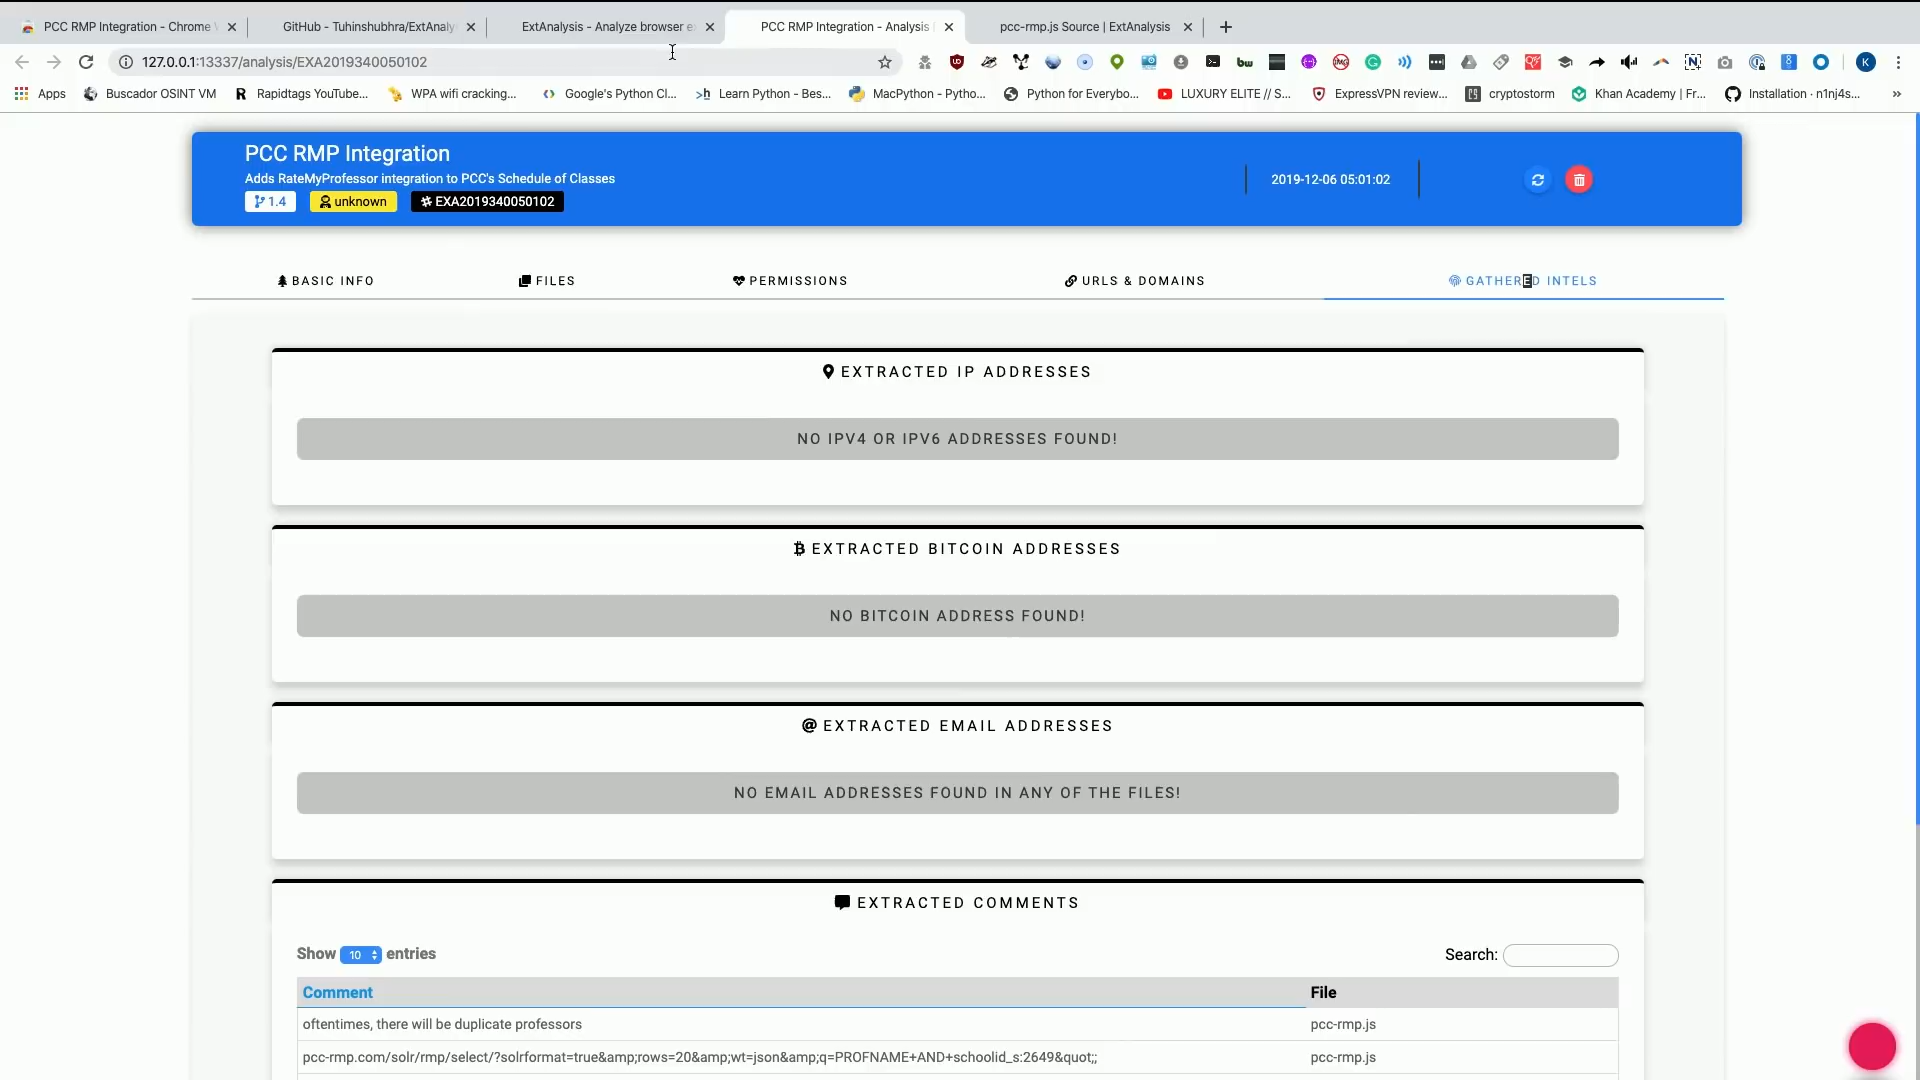 PCC RMP Integration - Chrome
GitHub - Tuhinshubhra/ExtAnaly
ExtAnalysis - Analyze browser e
PCC RMP Integration - Analysis
pcc-rmp.js Source | ExtAnalysis
127.0.0.1:13337/analysis/EXA2019340050102
Apps
Buscador OSINT VM
Rapidtags YouTube...
WPA wifi cracking...
Google's Python Cl...
Learn Python - Bes...
MacPython - Pytho...
Python for Everybo...
LUXURY ELITE // S...
ExpressVPN review...
cryptostorm
Khan Academy | Fr...
Installation · n1nj4s...
PCC RMP Integration
Adds RateMyProfessor integration to PCC's Schedule of Classes
1.4
unknown
EXA2019340050102
2019-12-06 05:01:02
BASIC INFO
FILES
PERMISSIONS
URLS & DOMAINS
GATHERED INTELS
EXTRACTED IP ADDRESSES
NO IPV4 OR IPV6 ADDRESSES FOUND!
EXTRACTED BITCOIN ADDRESSES
NO BITCOIN ADDRESS FOUND!
EXTRACTED EMAIL ADDRESSES
NO EMAIL ADDRESSES FOUND IN ANY OF THE FILES!
EXTRACTED COMMENTS
Show 10 entries
Search:
Comment File
oftentimes, there will be duplicate professors pcc-rmp.js
pcc-rmp.com/solr/rmp/select/?solrformat=true&amp;rows=20&amp;wt=json&amp;q=PROFNAME+AND+schoolid_s:2649&quot;; pcc-rmp.js